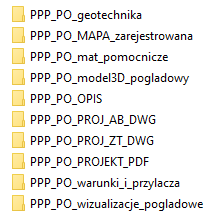 PPP_PO_geotechnika
PPP_PO_MAPA_zarejestrowana
PPP_PO_mat_pomocnicze
PPP_PO_model3D_pogladowy
PPP_PO_OPIS
PPP_PO_PROJ_AB_DWG
PPP_PO_PROJ_ZT_DWG
PPP_PO_PROJEKT_PDF
PPP_PO_warunki_i_przylacza
PPP_PO_wizualizacje_pogladowe